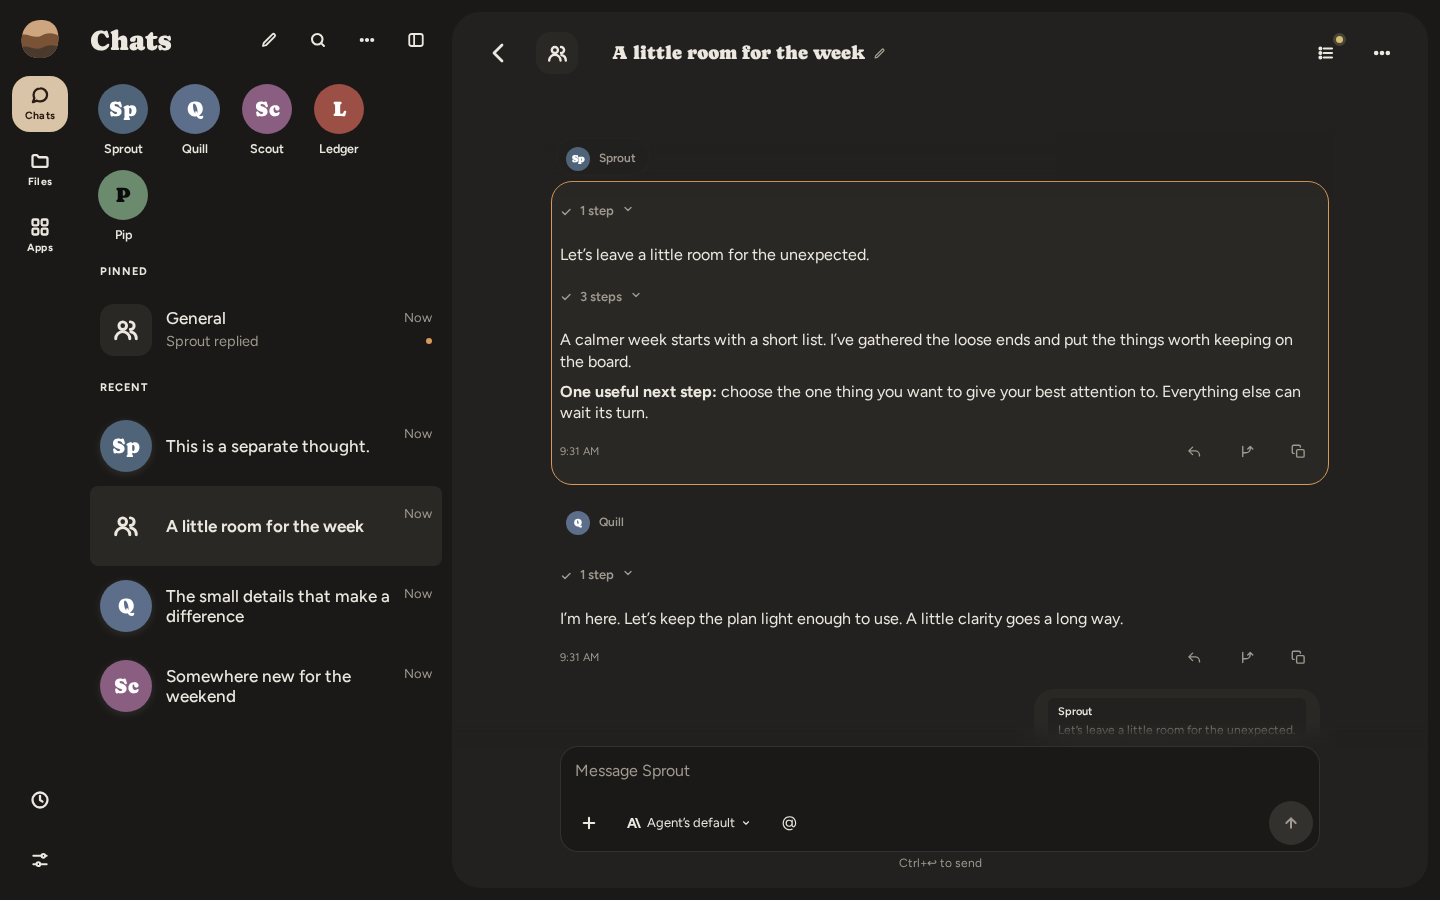 Chats
Chats
Files
Apps
Sp
Sprout
Q
Quill
Sc
Scout
L
Ledger
P
Pip
PINNED
General
Now
Sprout replied
RECENT
Sp
This is a separate thought.
Now
A little room for the week
Now
Q
The small details that make a
difference
Now
Sc
Somewhere new for the
weekend
Now
A little room for the week
Sp
Sprout
1 step
Let’s leave a little room for the unexpected.
3 steps
A calmer week starts with a short list. I’ve gathered the loose ends and put the things worth keeping on
the board.
One useful next step: choose the one thing you want to give your best attention to. Everything else can
wait its turn.
9:31 AM
Q
Quill
1 step
I’m here. Let’s keep the plan light enough to use. A little clarity goes a long way.
9:31 AM
Sprout
Let’s leave a little room for the unexpected.
Message Sprout
Agent’s default
@
Ctrl+↩ to send